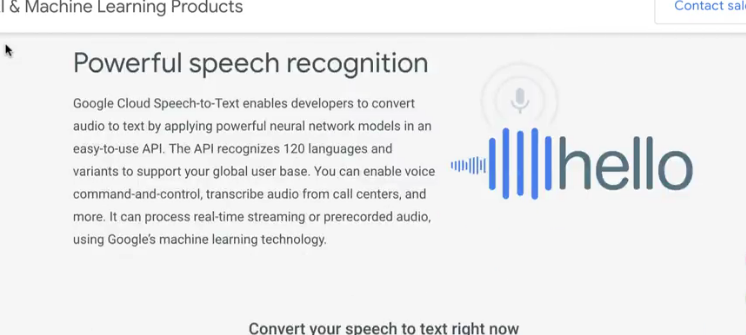 I & Machine Learning Products
Contact sal
Powerful speech recognition
Google Cloud Speech-to-Text enables developers to convert
audio to text by applying powerful neural network models in an
easy-to-use API. The API recognizes 120 languages and
variants to support your global user base. You can enable voice
command-and-control, transcribe audio from call centers, and
more. It can process real-time streaming or prerecorded audio,
using Google's machine learning technology.
hello
Convert your speech to text right now